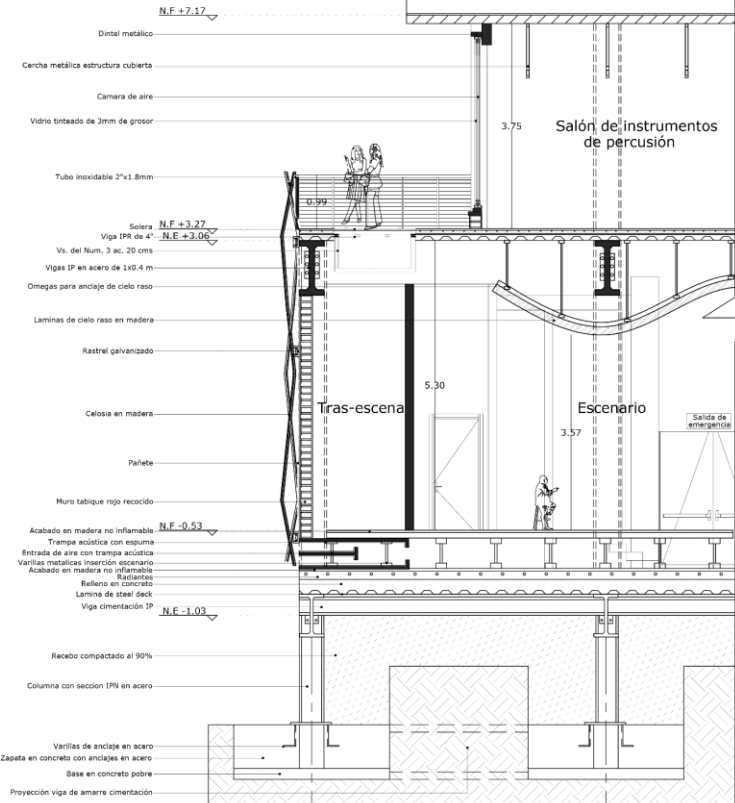 N.F +7.17
Dintel metálico
Cercha metálica estructura cubierta
Camara de aire
Vidrio tinteado de 3mm de grosor
3.75
Salón de instrumentos
de percusión
Tubo inoxidable 2"x1.8mm
0.99
Solera
N.F +3.27
Viga IPR de 4"
N.E +3.06
Vs. del Num. 3 ac. 20 cms
Vigas IP en acero de 1x0.4 m
Omegas para anclaje de cielo raso
Laminas de cielo raso en madera
Rastrel galvanizado
5.30
Tras-escena
Escenario
Celosia en madera
Salida de
emergencia
3.57
Pañete
Muro tabique rojo recocido
N.F -0.53
Acabado en madera no inflamable
Trampa acústica con espuma
Entrada de aire con trampa acústica
Varillas metalicas inserción escenario
Acabado en madera no inflamable
Radiantes
Relleno en concreto
Lamina de steel deck
Viga cimentación IP
N.E -1.03
Recebo compactado al 90%
Columna con seccion IPN en acero
Varillas de anclaje en acero
Zapata en concreto con anclajes en acero
Base en concreto pobre
Proyección viga de amarre cimentación